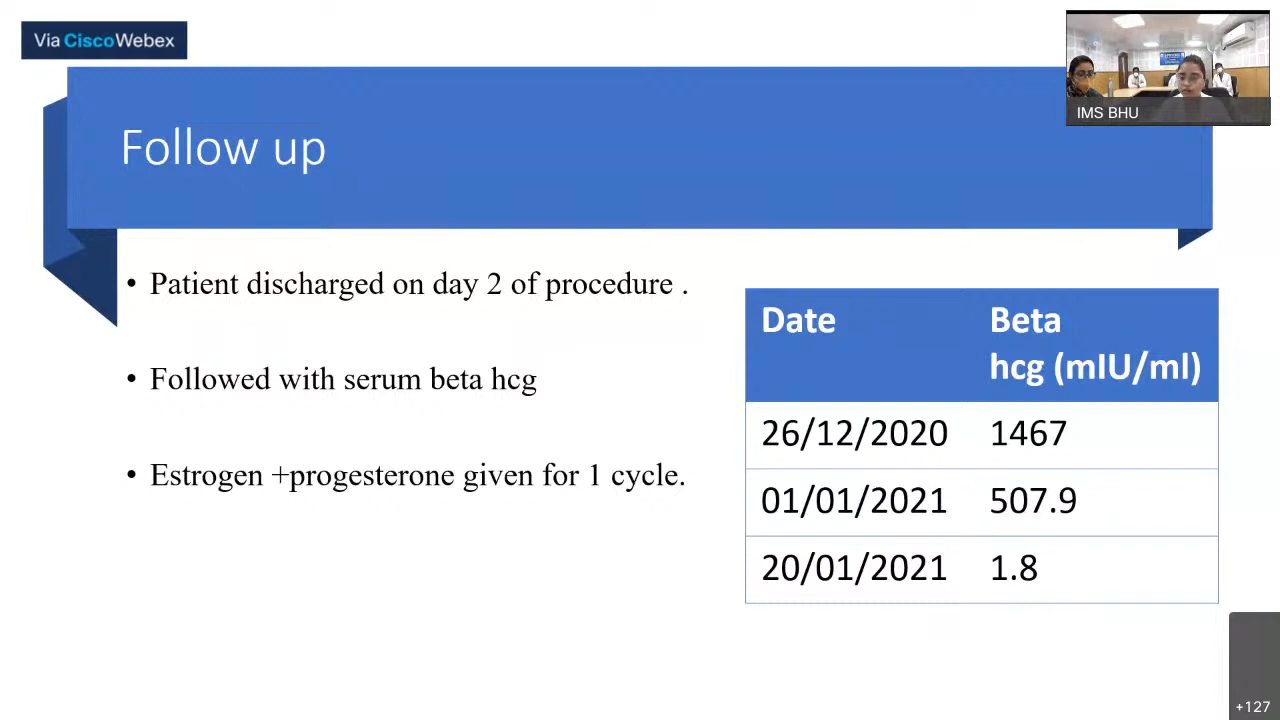 Via CiscoWebex
IMS BHU
Follow up
• Patient discharged on day 2 of procedure .
• Followed with serum beta hcg
• Estrogen +progesterone given for 1 cycle.
Date Beta
hcg (mIU/ml)
26/12/2020 1467
01/01/2021 507.9
20/01/2021 1.8
+127